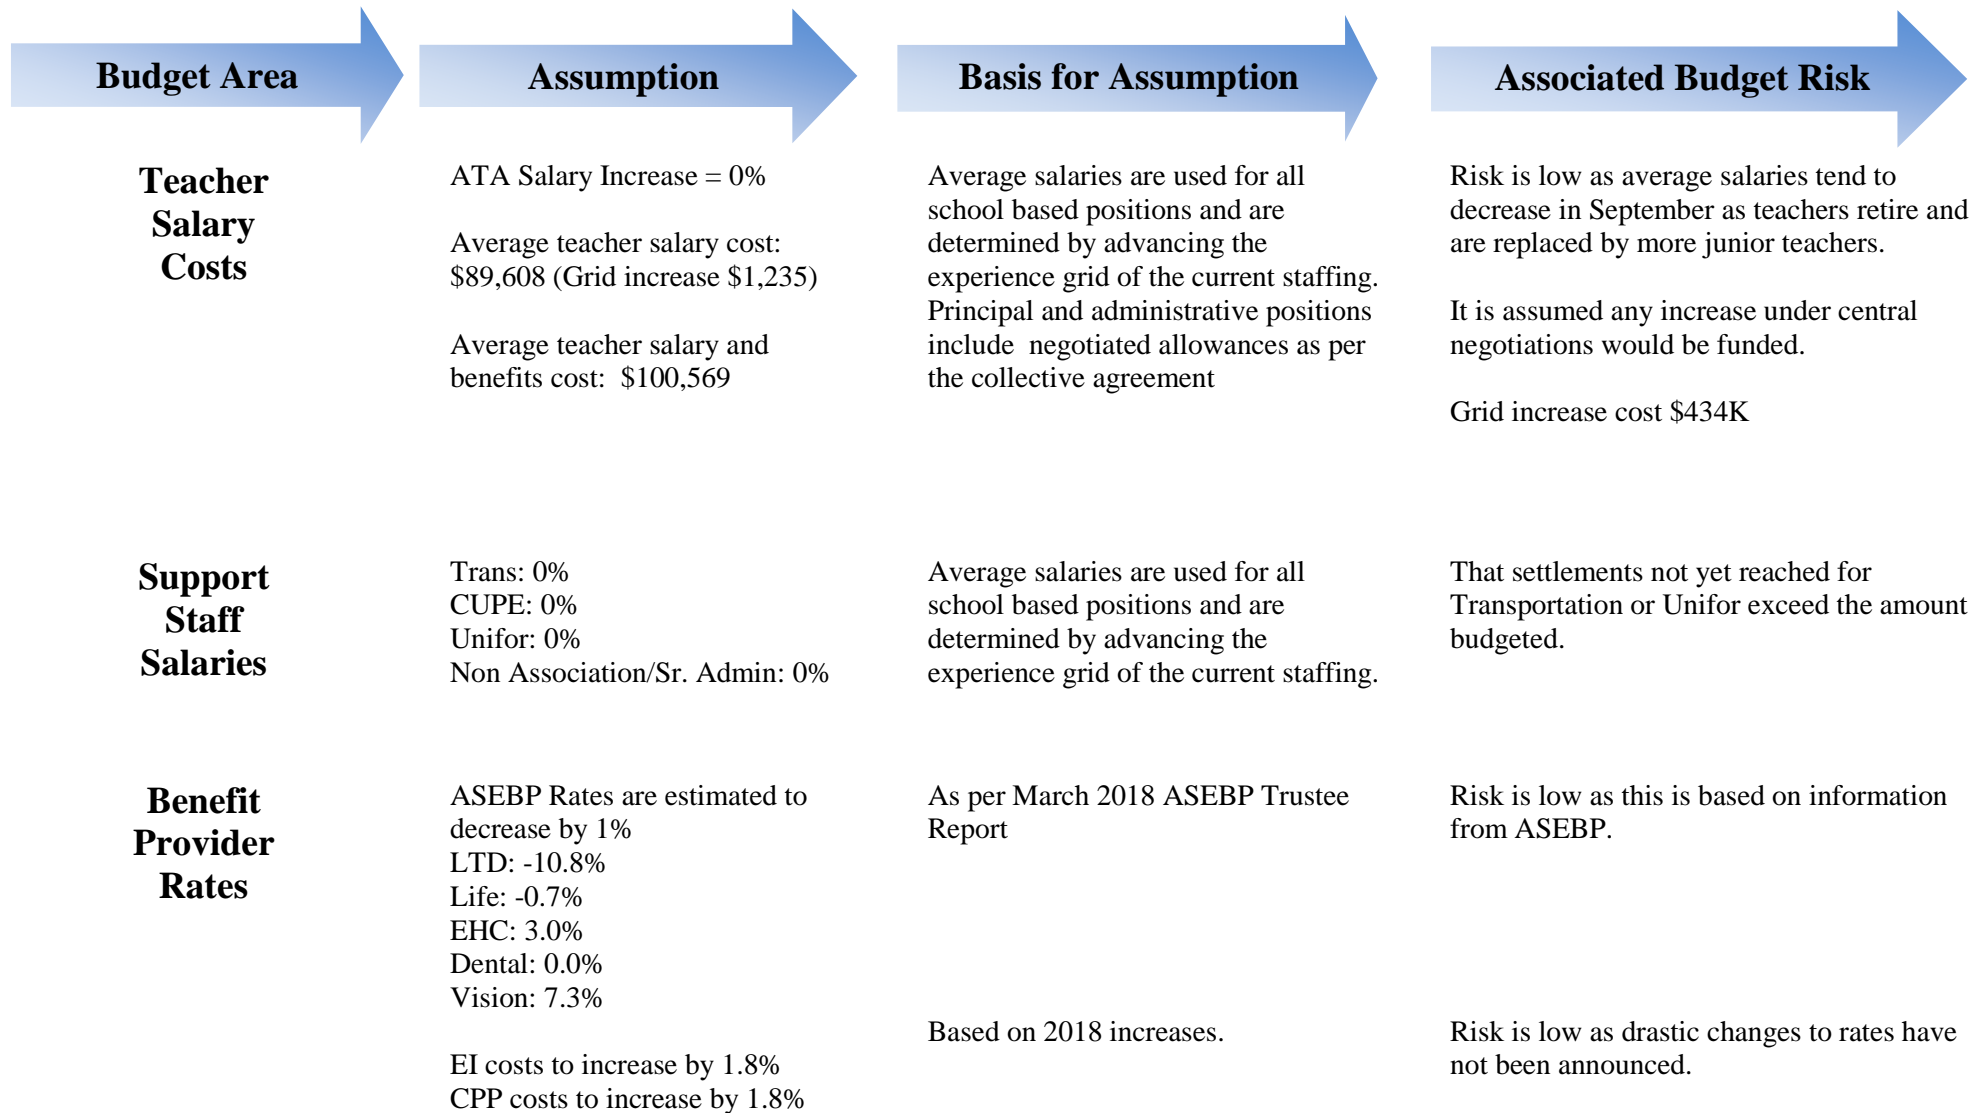 Budget Area
Assumption
Basis for Assumption
Associated Budget Risk
Teacher
Salary
Costs
ATA Salary Increase = 0%
Average teacher salary cost:
$89,608 (Grid increase $1,235)
Average teacher salary and
benefits cost:  $100,569
Average salaries are used for all
school based positions and are
determined by advancing the
experience grid of the current staffing.
Principal and administrative positions
include  negotiated allowances as per
the collective agreement
Risk is low as average salaries tend to
decrease in September as teachers retire and
are replaced by more junior teachers.
It is assumed any increase under central
negotiations would be funded.
Grid increase cost $434K
Support
Staff
Salaries
Trans: 0%
CUPE: 0%
Unifor: 0%
Non Association/Sr. Admin: 0%
Average salaries are used for all
school based positions and are
determined by advancing the
experience grid of the current staffing.
That settlements not yet reached for
Transportation or Unifor exceed the amount
budgeted.
Benefit
Provider
Rates
ASEBP Rates are estimated to
decrease by 1%
LTD: -10.8%
Life: -0.7%
EHC: 3.0%
Dental: 0.0%
Vision: 7.3%
EI costs to increase by 1.8%
CPP costs to increase by 1.8%
As per March 2018 ASEBP Trustee
Report
Based on 2018 increases.
Risk is low as this is based on information
from ASEBP.
Risk is low as drastic changes to rates have
not been announced.